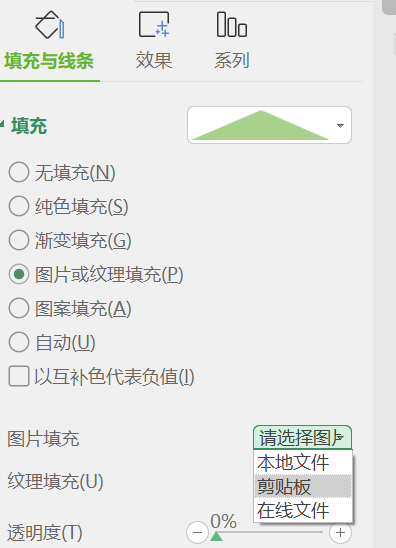 填充与线条 效果 系列
填充
无填充(N)
纯色填充(S)
渐变填充(G)
图片或纹理填充(P)
图案填充(A)
自动(U)
以互补色代表负值(I)
图片填充 请选择图片
本地文件
剪贴板
纹理填充(U)
在线文件
透明度(T) 0%